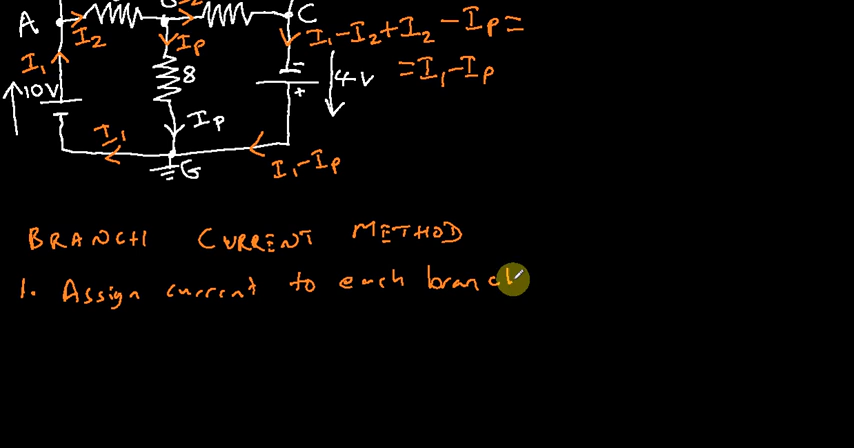 A
C
I2
Ip
I1 - I2 + I2 - Ip =
= I1 - Ip
I1
8
10V
-
+
4V
Ip
I1
G
I1 - Ip
BRANCH CURRENT METHOD
1. Assign current to each branch